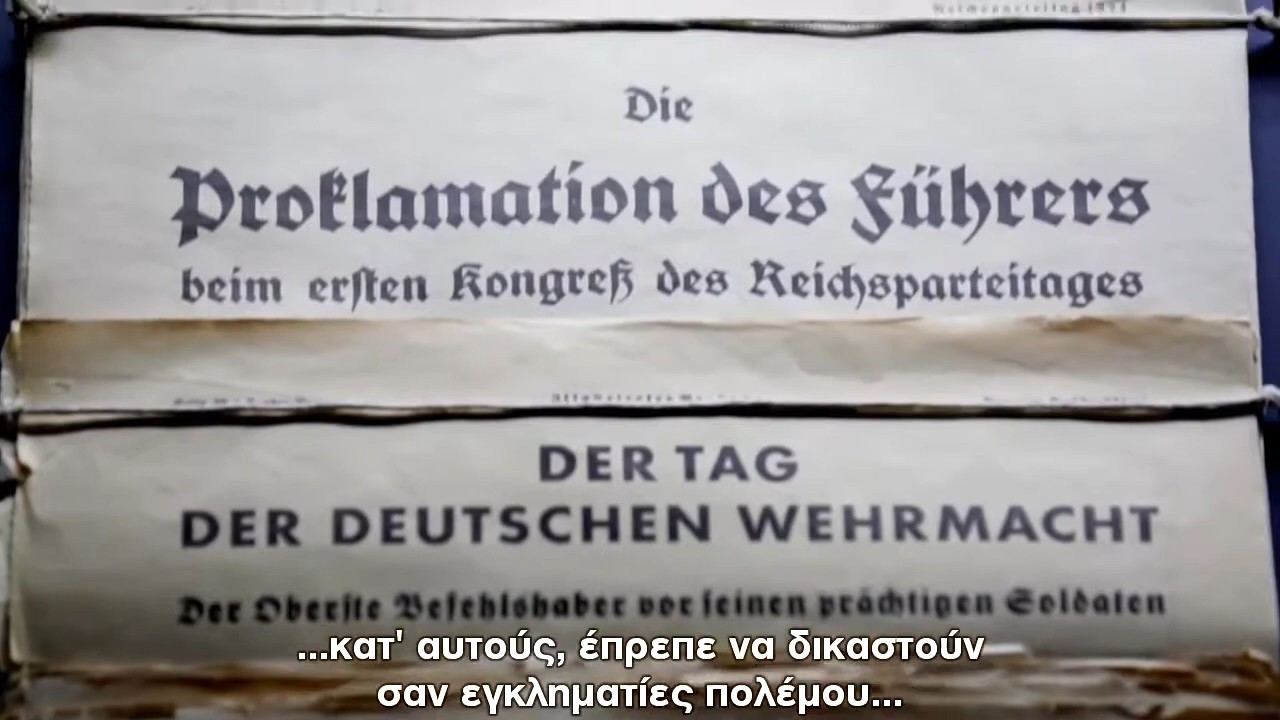 Die
Proklamation des Führers
beim erſten Kongreß des Reichsparteitages
DER TAG
DER DEUTSCHEN WEHRMACHT
Der Oberſte Befehlshaber vor ſeinen prächtigen Soldaten
...κατ' αυτούς, έπρεπε να δικαστούν
σαν εγκληματίες πολέμου...